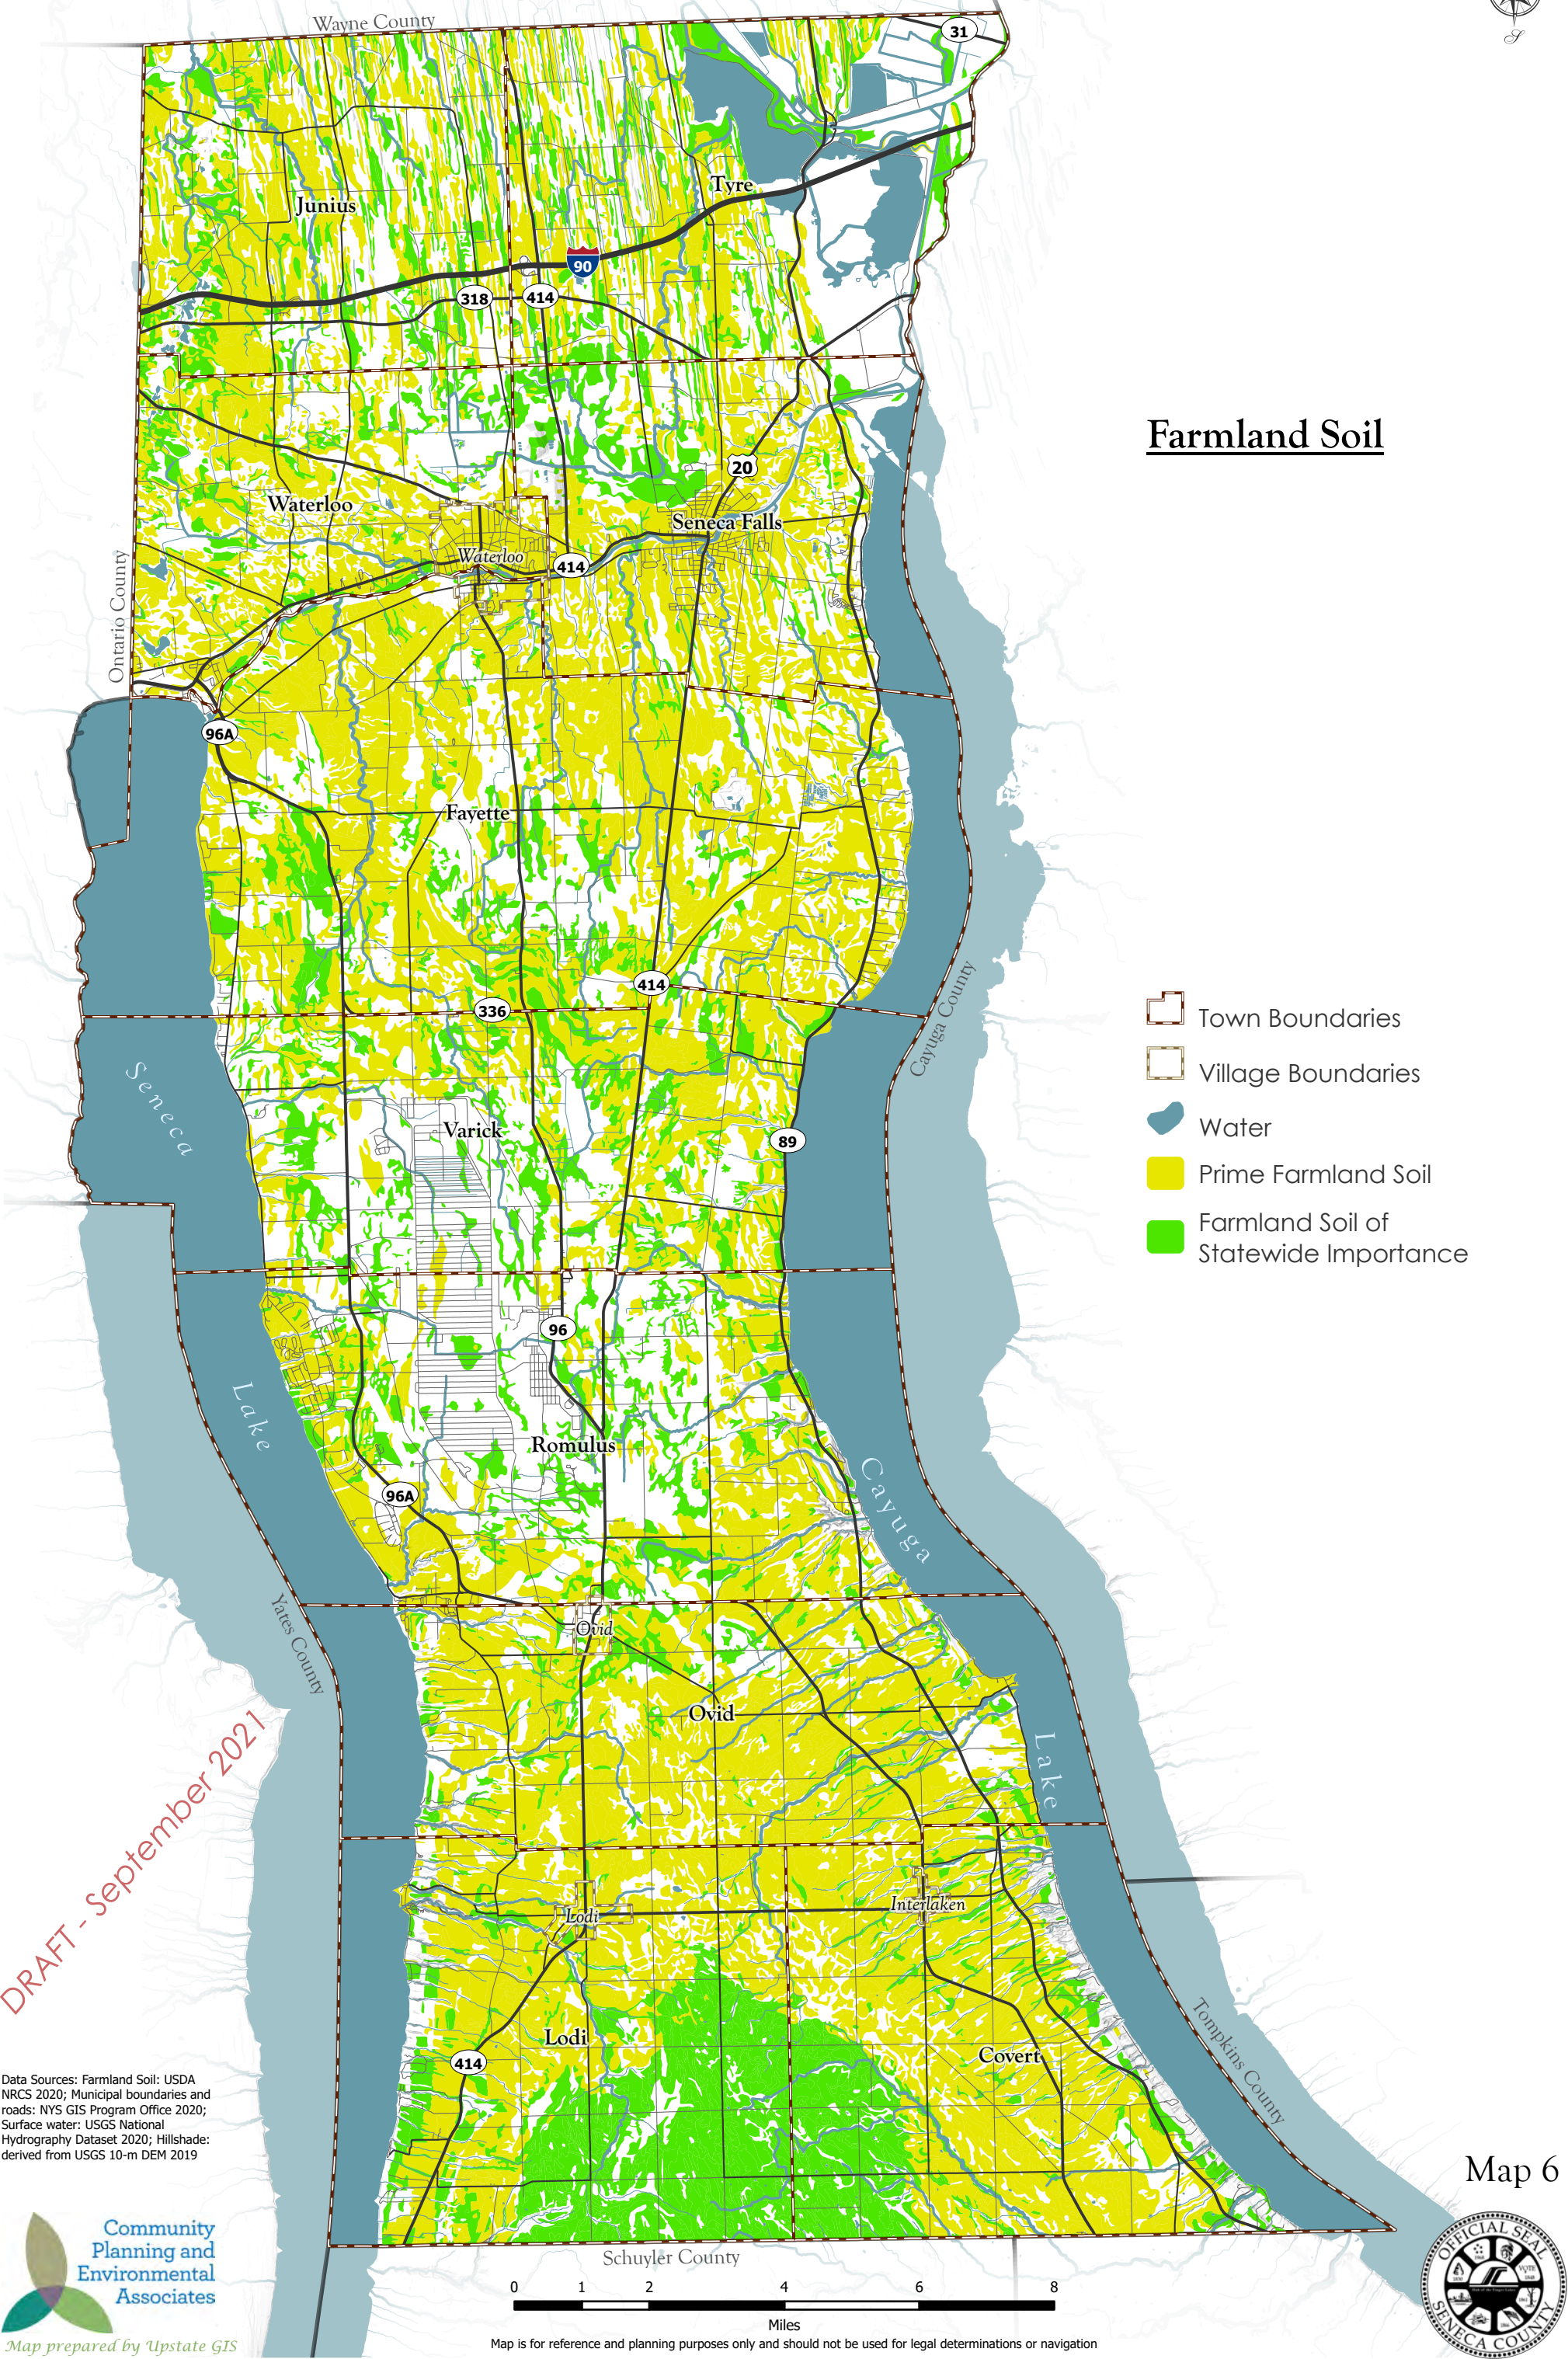 Wayne County
31
S
Tyre
Junius
90
318
414
Farmland Soil
20
Waterloo
Seneca Falls
Waterloo
414
Ontario County
96A
Fayette
414
336
Cayuga County
Town Boundaries
Village Boundaries
Water
Prime Farmland Soil
Farmland Soil of
Statewide Importance
Seneca
Varick
89
96
Lake
Romulus
96A
Cayuga
Yates County
Ovid
Ovid
Lake
DRAFT - September 2021
Interlaken
Lodi
Lodi
414
Covert
Tompkins County
Data Sources: Farmland Soil: USDA
NRCS 2020; Municipal boundaries and
roads: NYS GIS Program Office 2020;
Surface water: USGS National
Hydrography Dataset 2020; Hillshade:
derived from USGS 10-m DEM 2019
Map 6
Community
Planning and
Environmental
Associates
Map prepared by Upstate GIS
Schuyler County
0 1 2 4 6 8
Miles
Map is for reference and planning purposes only and should not be used for legal determinations or navigation
OFFICIAL SEAL
SENECA COUNTY